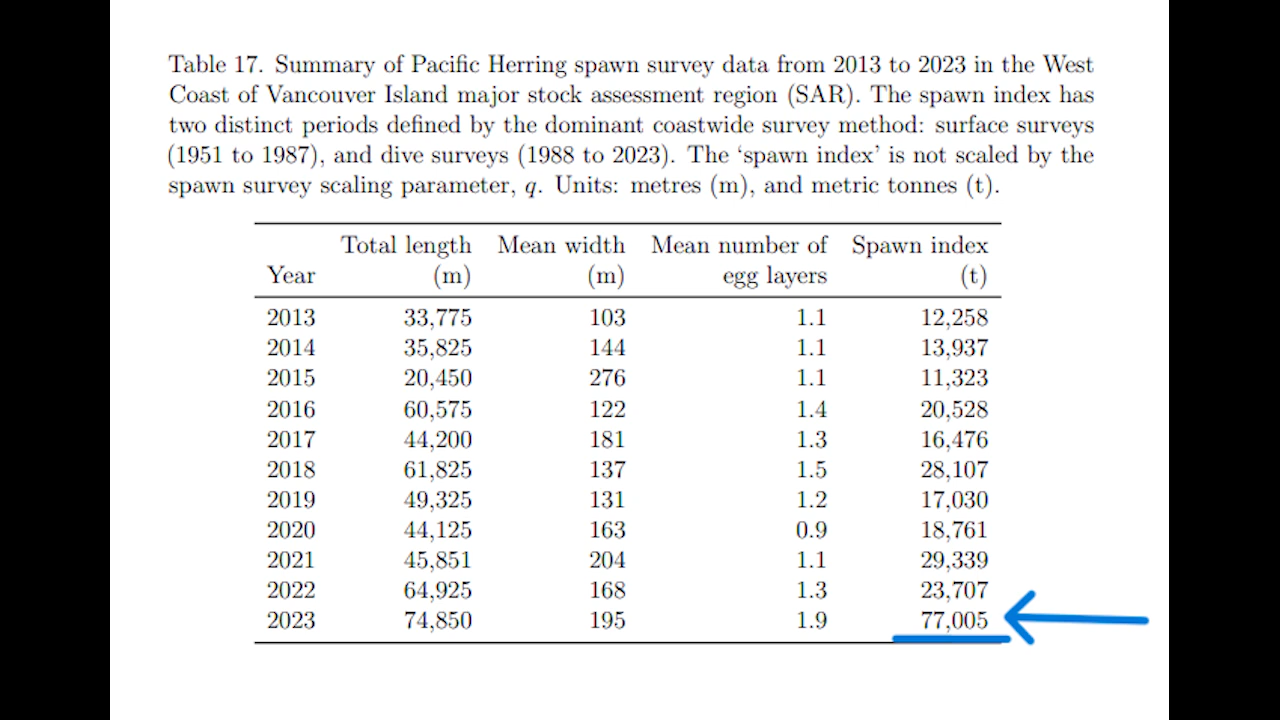 Table 17. Summary of Pacific Herring spawn survey data from 2013 to 2023 in the West
Coast of Vancouver Island major stock assessment region (SAR). The spawn index has
two distinct periods defined by the dominant coastwide survey method: surface surveys
(1951 to 1987), and dive surveys (1988 to 2023). The ‘spawn index’ is not scaled by the
spawn survey scaling parameter, q. Units: metres (m), and metric tonnes (t).
Total length Mean width Mean number of Spawn index
Year (m) (m) egg layers (t)
2013 33,775 103 1.1 12,258
2014 35,825 144 1.1 13,937
2015 20,450 276 1.1 11,323
2016 60,575 122 1.4 20,528
2017 44,200 181 1.3 16,476
2018 61,825 137 1.5 28,107
2019 49,325 131 1.2 17,030
2020 44,125 163 0.9 18,761
2021 45,851 204 1.1 29,339
2022 64,925 168 1.3 23,707
2023 74,850 195 1.9 77,005